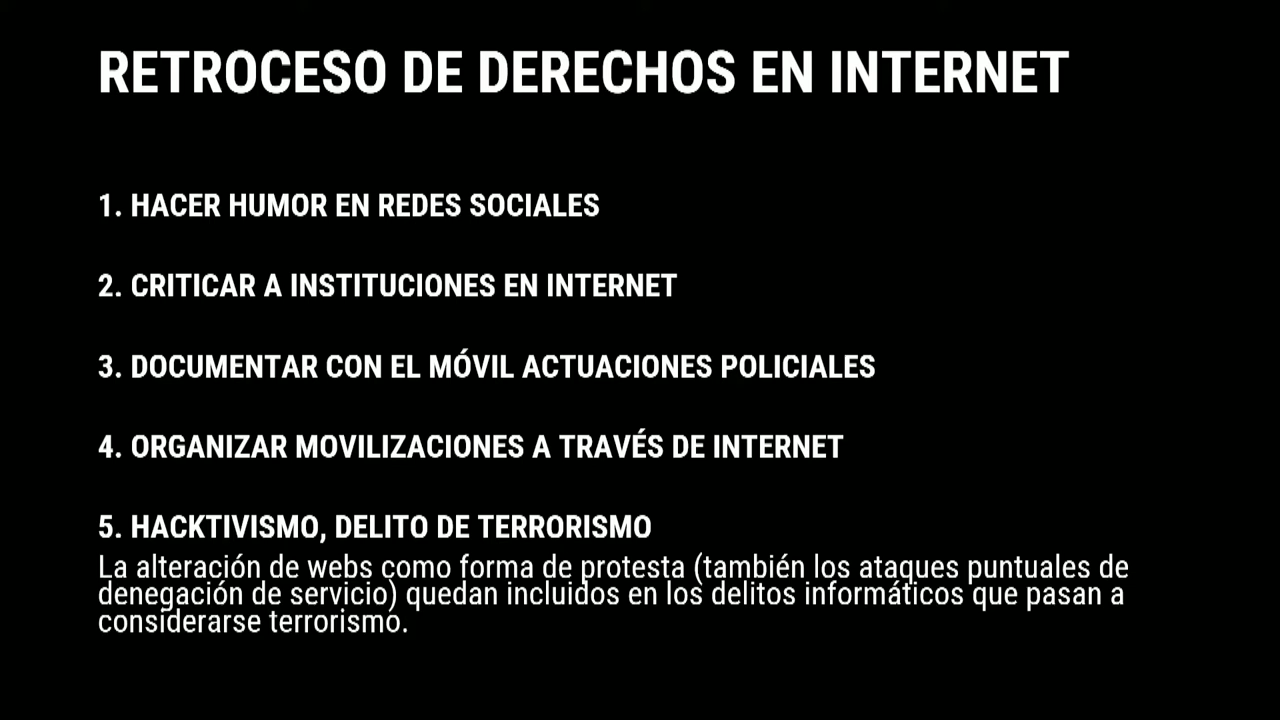 RETROCESO DE DERECHOS EN INTERNET
1. HACER HUMOR EN REDES SOCIALES
2. CRITICAR A INSTITUCIONES EN INTERNET
3. DOCUMENTAR CON EL MÓVIL ACTUACIONES POLICIALES
4. ORGANIZAR MOVILIZACIONES A TRAVÉS DE INTERNET
5. HACKTIVISMO, DELITO DE TERRORISMO
La alteración de webs como forma de protesta (también los ataques puntuales de
denegación de servicio) quedan incluidos en los delitos informáticos que pasan a
considerarse terrorismo.